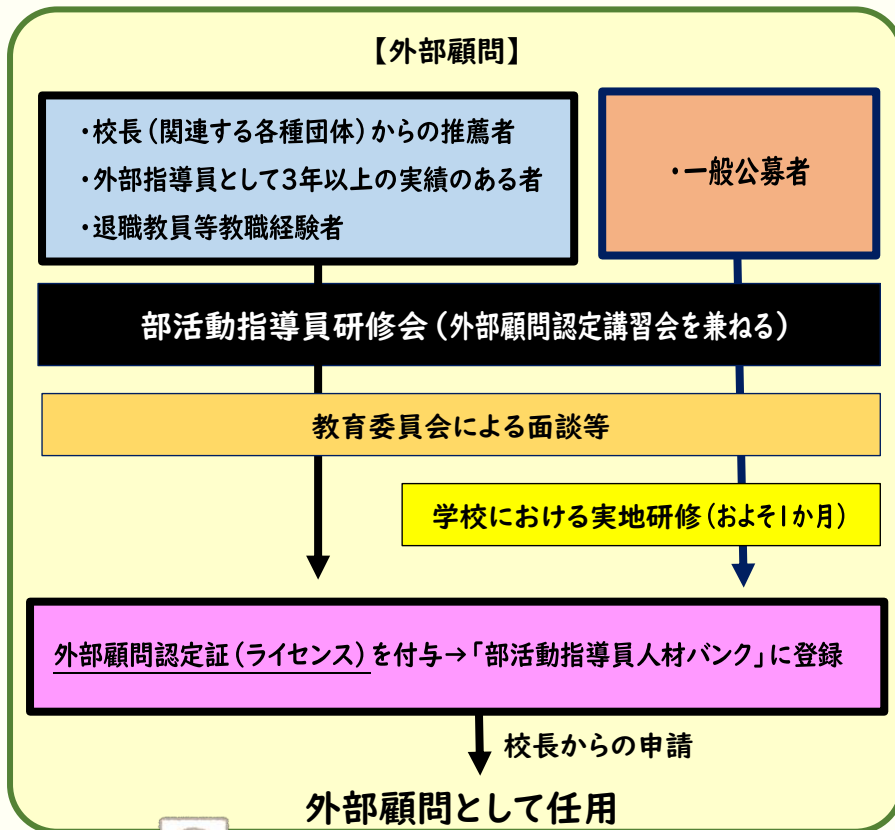 【外部顧問】
・校長（関連する各種団体）からの推薦者
・外部指導員として3年以上の実績のある者
・退職教員等教職経験者
・一般公募者
部活動指導員研修会（外部顧問認定講習会を兼ねる）
教育委員会による面談等
学校における実地研修（およそ1か月）
外部顧問認定証（ライセンス）を付与→「部活動指導員人材バンク」に登録
校長からの申請
外部顧問として任用